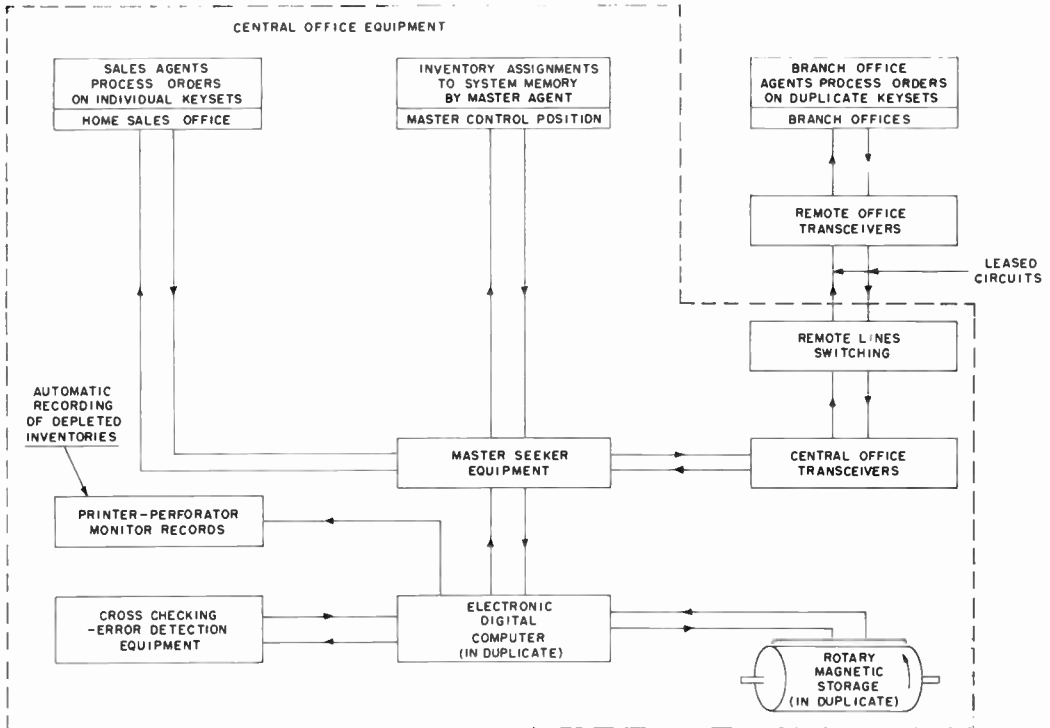 CENTRAL OFFICE EQUIPMENT
SALES AGENTS
PROCESS ORDERS
ON INDIVIDUAL KEYSETS
HOME SALES OFFICE
INVENTORY ASSIGNMENTS
TO SYSTEM MEMORY
BY MASTER AGENT
MASTER CONTROL POSITION
BRANCH OFFICE
AGENTS PROCESS ORDERS
ON DUPLICATE KEYSETS
BRANCH OFFICES
REMOTE OFFICE
TRANSCEIVERS
LEASED
CIRCUITS
REMOTE LINES
SWITCHING
AUTOMATIC
RECORDING
OF DEPLETED
INVENTORIES
MASTER SEEKER
EQUIPMENT
CENTRAL OFFICE
TRANSCEIVERS
PRINTER-PERFORATOR
MONITOR RECORDS
CROSS CHECKING
-ERROR DETECTION
EQUIPMENT
ELECTRONIC
DIGITAL
COMPUTER
(IN DUPLICATE)
ROTARY
MAGNETIC
STORAGE
(IN DUPLICATE)